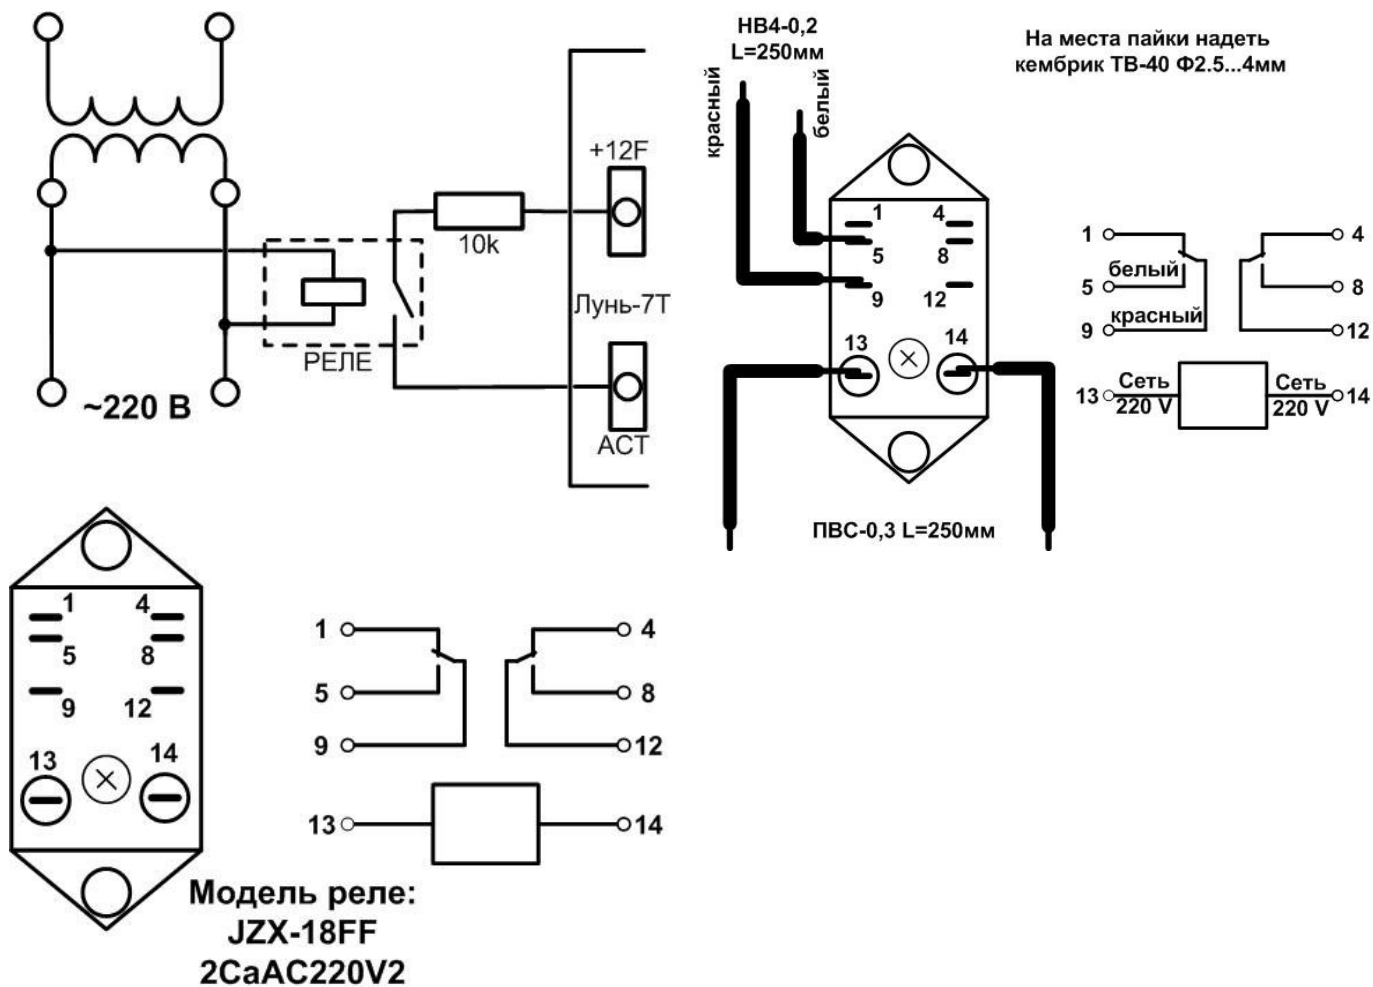 +12F
10k
Лунь-7Т
РЕЛЕ
~220 В
АСТ
НВ4-0,2
L=250мм
красный
белый
На места пайки надеть
кембрик ТВ-40 Ф2.5...4мм
1 4
5 8
9 12
13 14
ПВС-0,3 L=250мм
1 4
белый
5 8
красный
9 12
13 Сеть Сеть 14
220 V 220 V
1 4
5 8
9 12
13 14
1 4
5 8
9 12
13 14
Модель реле:
JZX-18FF
2CaAC220V2